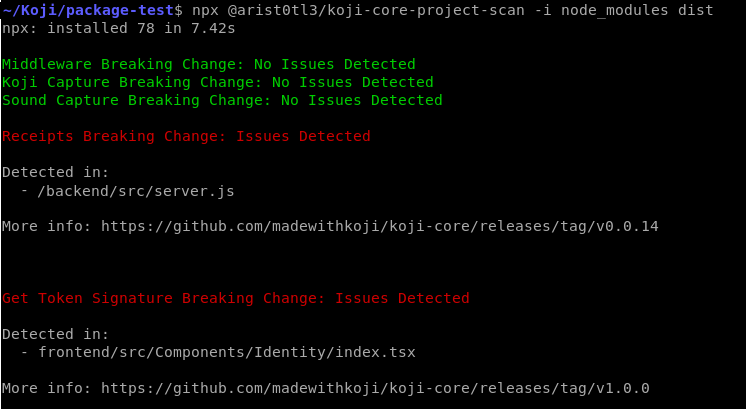 ~/Koji/package-test$ npx @arist0tl3/koji-core-project-scan -i node_modules dist
npx: installed 78 in 7.42s
Middleware Breaking Change: No Issues Detected
Koji Capture Breaking Change: No Issues Detected
Sound Capture Breaking Change: No Issues Detected
Receipts Breaking Change: Issues Detected
Detected in:
- /backend/src/server.js
More info: https://github.com/madewithkoji/koji-core/releases/tag/v0.0.14
Get Token Signature Breaking Change: Issues Detected
Detected in:
- frontend/src/Components/Identity/index.tsx
More info: https://github.com/madewithkoji/koji-core/releases/tag/v1.0.0